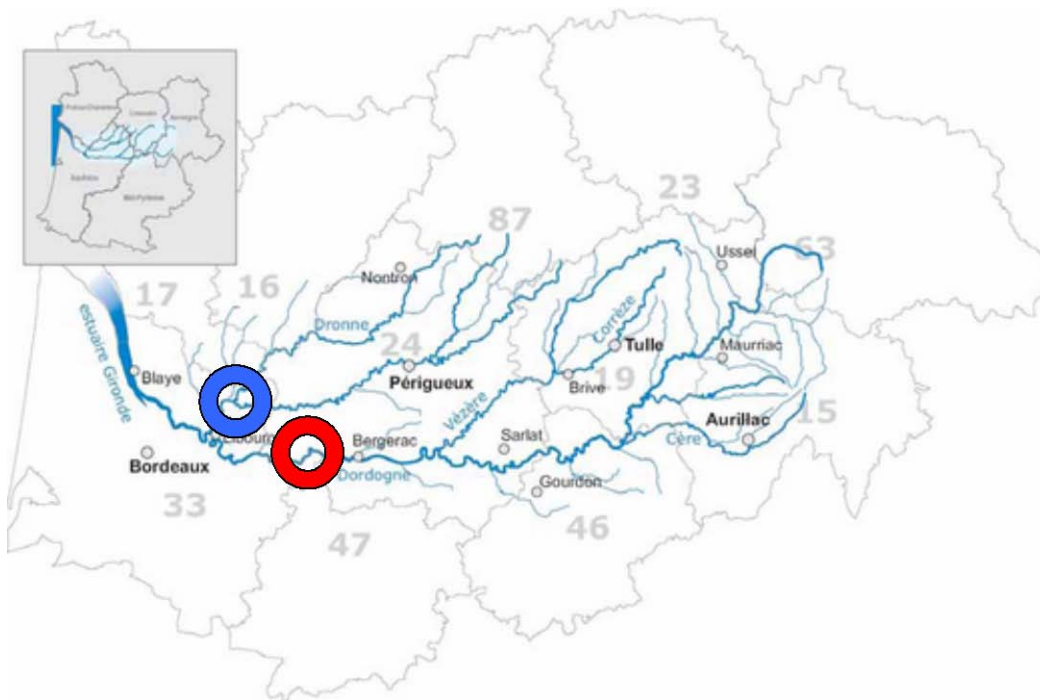 23
87
63
Ussel
17
16
Nontron
estuaire Gironde
Dronne
24
Corrèze
Tulle
Maurriac
Blaye
Périgueux
Brive
19
Vézère
15
Aurillac
Cère
Sarlat
Bergerac
Bordeaux
Dordogne
Gourdon
33
47
46